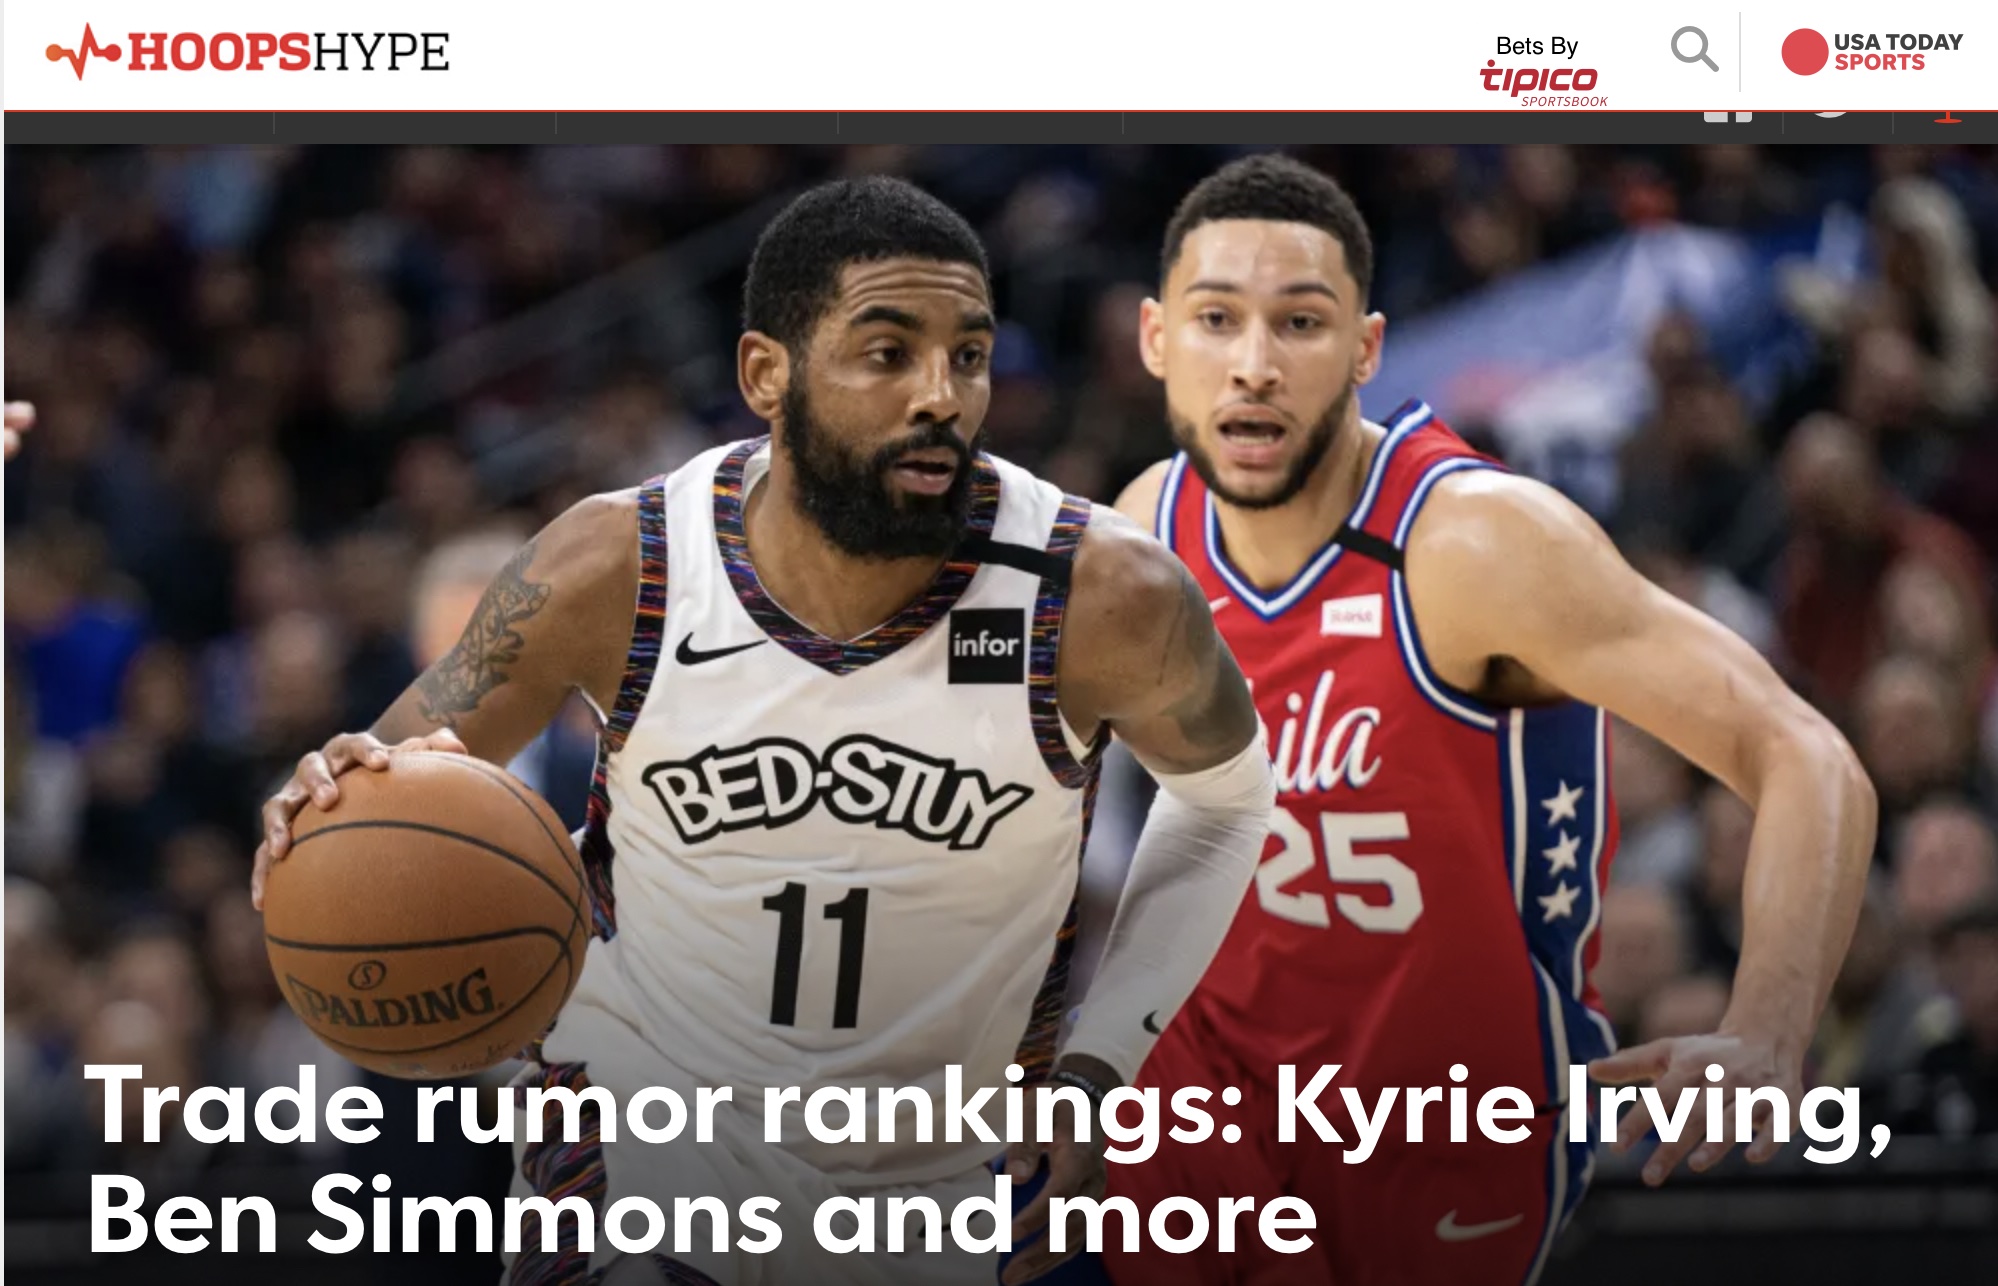 HOOPSHYPE
Bets By
tipico
SPORTSBOOK
USA TODAY
SPORTS
infor
ila
BED-STUY
25
11
S
SPALDING
Trade rumor rankings: Kyrie Irving,
Ben Simmons and more